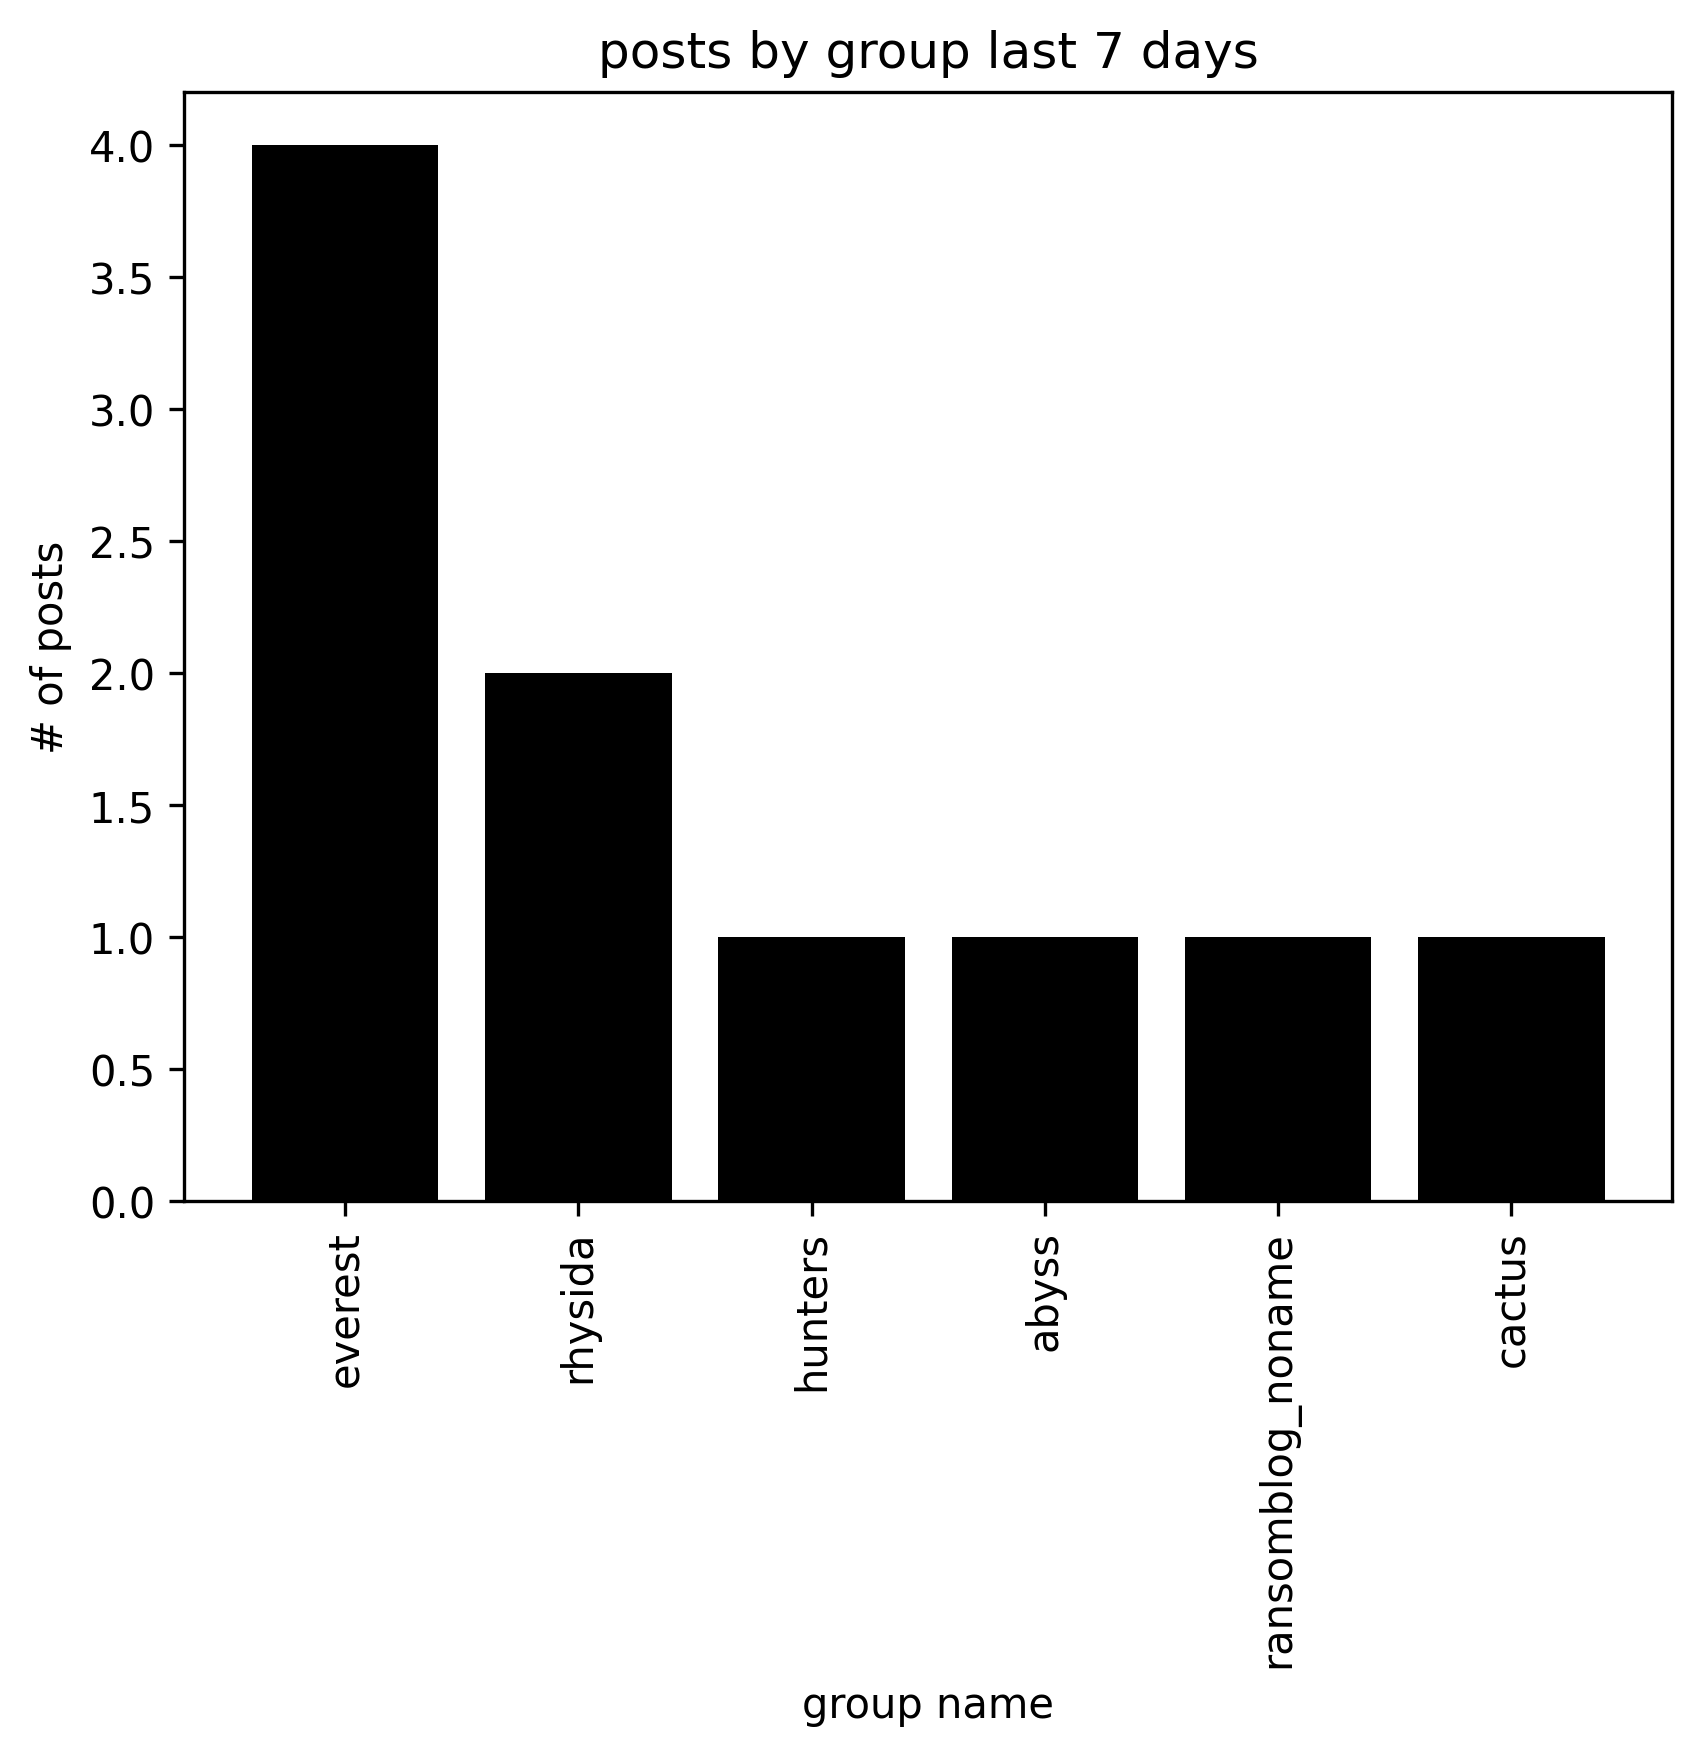 posts by group last 7 days
4.0
3.5
3.0
2.5
2.0
1.5
1.0
0.5
0.0
# of posts
everest
rhysida
hunters
abyss
ransomblog_noname
cactus
group name